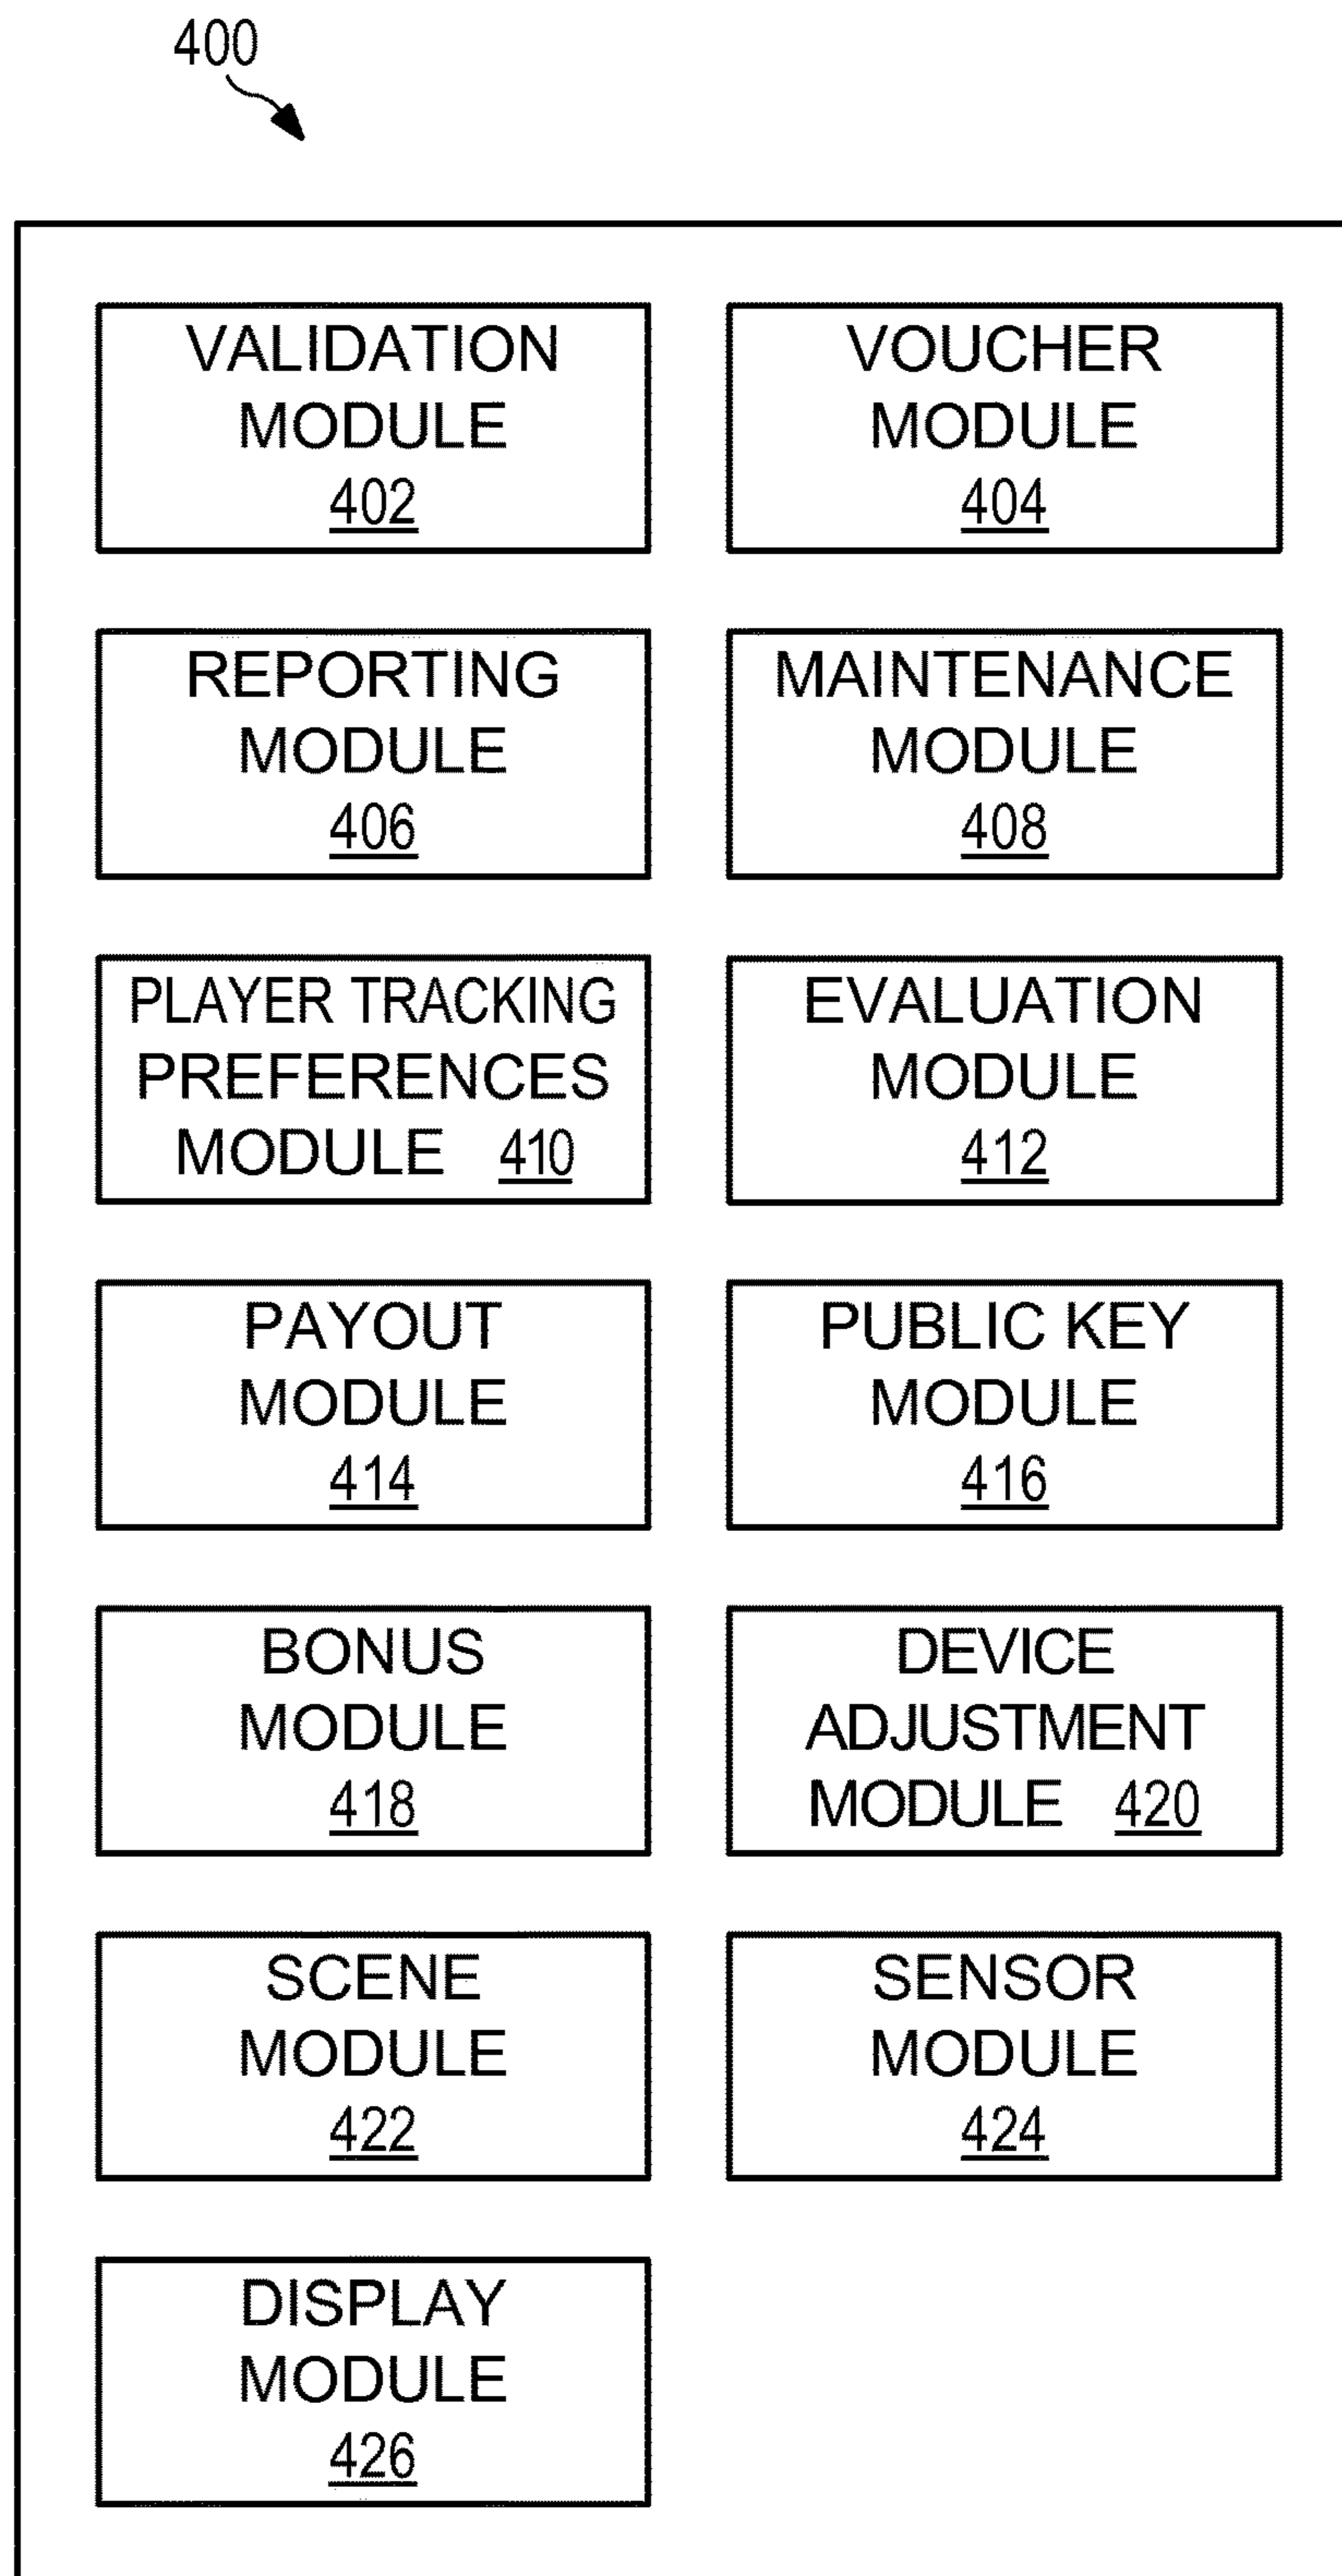 400
VALIDATION
MODULE
402
VOUCHER
MODULE
404
REPORTING
MODULE
406
MAINTENANCE
MODULE
408
PLAYER TRACKING
PREFERENCES
MODULE 410
EVALUATION
MODULE
412
PAYOUT
MODULE
414
PUBLIC KEY
MODULE
416
BONUS
MODULE
418
DEVICE
ADJUSTMENT
MODULE 420
SCENE
MODULE
422
SENSOR
MODULE
424
DISPLAY
MODULE
426